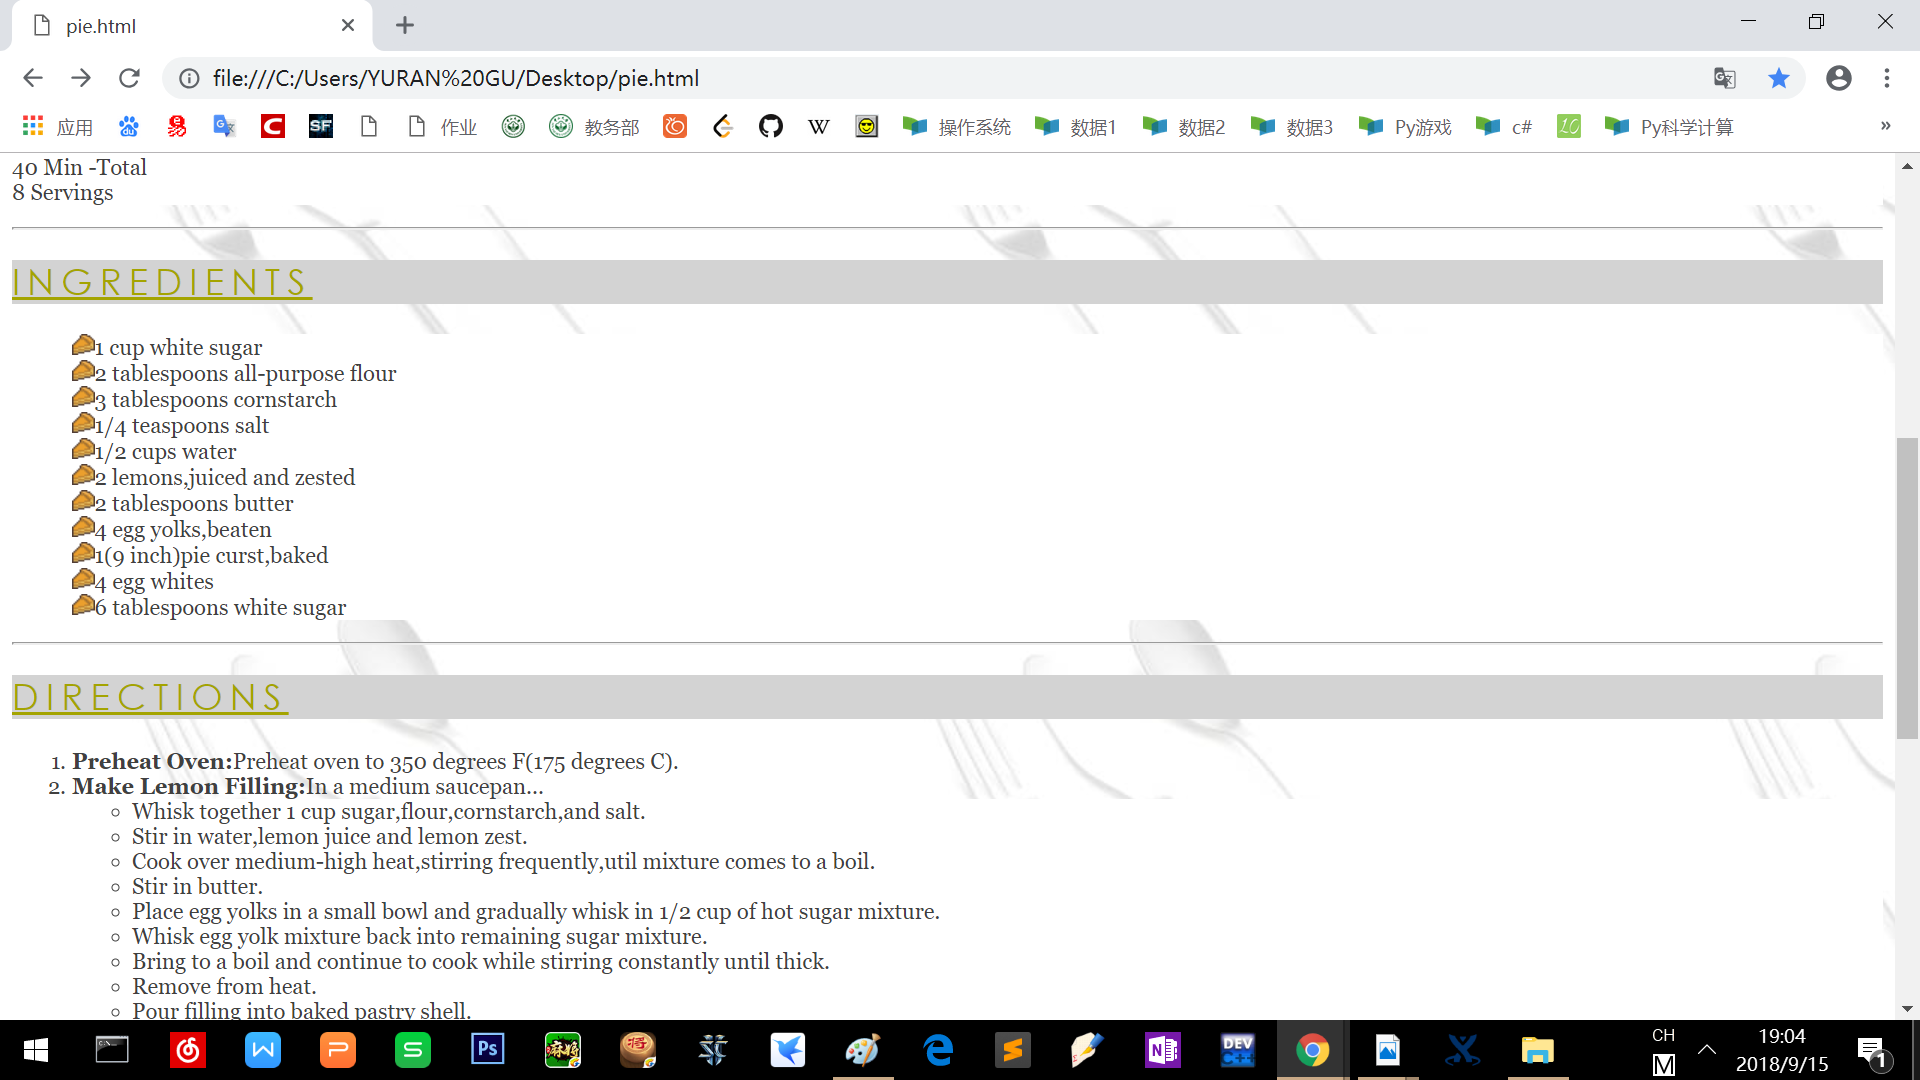 pie.html
file:///C:/Users/YURAN%20GU/Desktop/pie.html
应用 SF 作业 教务部 W 操作系统 数据1 数据2 数据3 Py游戏 c# 10 Py科学计算 »
40 Min -Total
8 Servings
INGREDIENTS
1 cup white sugar
2 tablespoons all-purpose flour
3 tablespoons cornstarch
1/4 teaspoons salt
1/2 cups water
2 lemons,juiced and zested
2 tablespoons butter
4 egg yolks,beaten
1(9 inch)pie curst,baked
4 egg whites
6 tablespoons white sugar
DIRECTIONS
1. Preheat Oven:Preheat oven to 350 degrees F(175 degrees C).
2. Make Lemon Filling:In a medium saucepan...
Whisk together 1 cup sugar,flour,cornstarch,and salt.
Stir in water,lemon juice and lemon zest.
Cook over medium-high heat,stirring frequently,util mixture comes to a boil.
Stir in butter.
Place egg yolks in a small bowl and gradually whisk in 1/2 cup of hot sugar mixture.
Whisk egg yolk mixture back into remaining sugar mixture.
Bring to a boil and continue to cook while stirring constantly until thick.
Remove from heat.
Pour filling into baked pastry shell.
Ps 麻将 N DEV C++ CH
M
19:04
2018/9/15
1